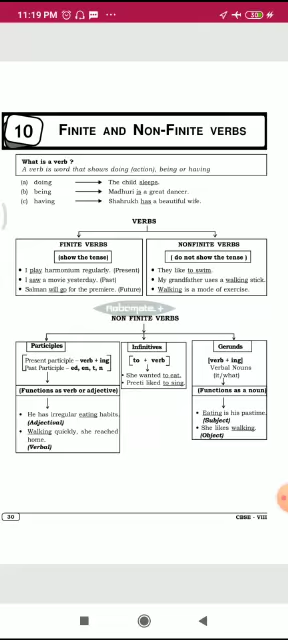 11:19 PM
30
10 FINITE AND NON-FINITE VERBS
What is a verb ?
A verb is word that shows doing (action), being or having
(a) doing The child sleeps.
(b) being Madhuri is a great dancer.
(c) having Shahrukh has a beautiful wife.
VERBS
FINITE VERBS
(show the tense)
• I play harmonium regularly. (Present)
• I saw a movie yesterday. (Past)
• Salman will go for the premiere. (Future)
NONFINITE VERBS
( do not show the tense )
• They like to swim.
• My grandfather uses a walking stick.
• Walking is a mode of exercise.
NON FINITE VERBS
Participles
Present participle – verb + ing
Past Participle – ed, en, t, n
(Functions as verb or adjective)
• He has irregular eating habits.
(Adjectival)
• Walking quickly, she reached
home.
(Verbal)
Infinitives
to + verb
• She wanted to eat.
• Preeti liked to sing.
Gerunds
[verb + ing]
Verbal Nouns
(it/what)
(Functions as a noun)
• Eating is his pastime.
(Subject)
• She likes walking.
(Object)
30
CBSE - VIII